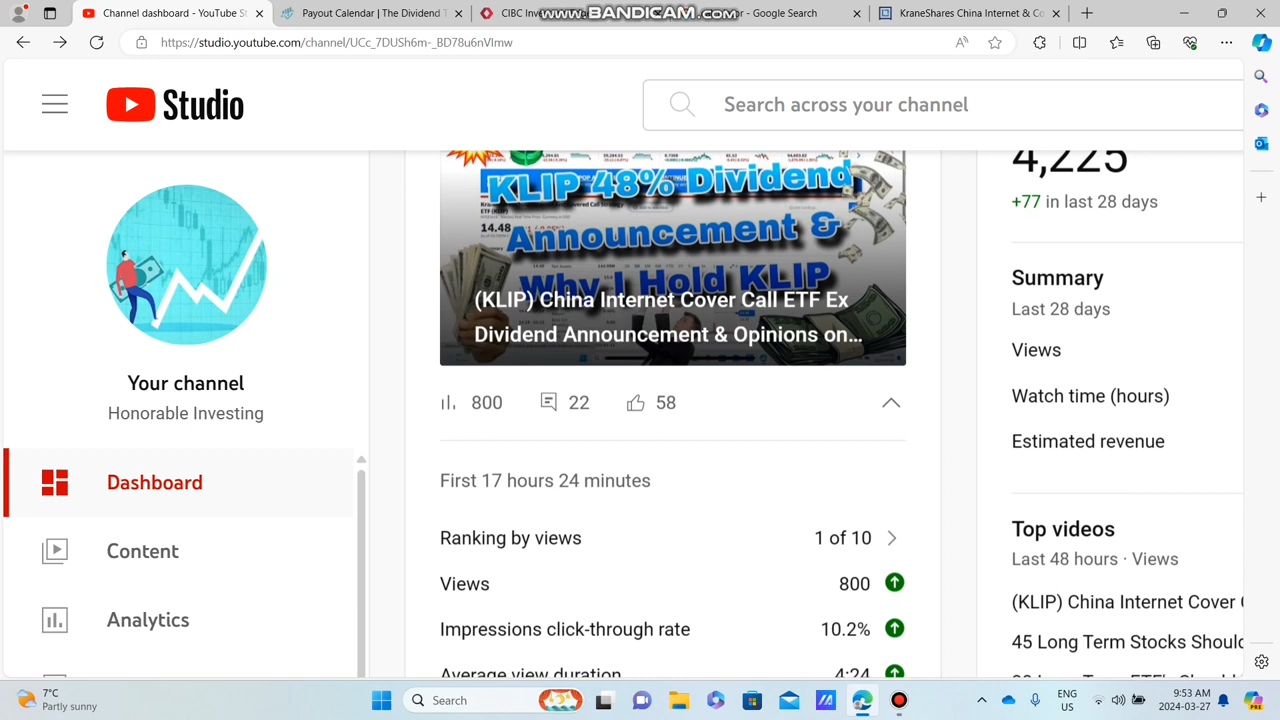 www.BANDICAM.com
Channel dashboard - YouTube S
Payout Calendar | The Dividend T
CIBC Inv
r - Google Search
KraneShares China Internet & Co
https://studio.youtube.com/channel/UCc_7DUSh6m-_BD78u6nVImw
Studio
Search across your channel
Your channel
Honorable Investing
Dashboard
Content
Analytics
KLIP 48% Dividend
14.48
Announcement &
Why I Hold KLIP
(KLIP) China Internet Cover Call ETF Ex
Dividend Announcement & Opinions on...
800 22 58
First 17 hours 24 minutes
Ranking by views 1 of 10
Views 800
Impressions click-through rate 10.2%
Average view duration 4:24
4,225
+77 in last 28 days
Summary
Last 28 days
Views
Watch time (hours)
Estimated revenue
Top videos
Last 48 hours · Views
(KLIP) China Internet Cover C
45 Long Term Stocks Should
7°C
Partly sunny
Search
ENG
US
9:53 AM
2024-03-27